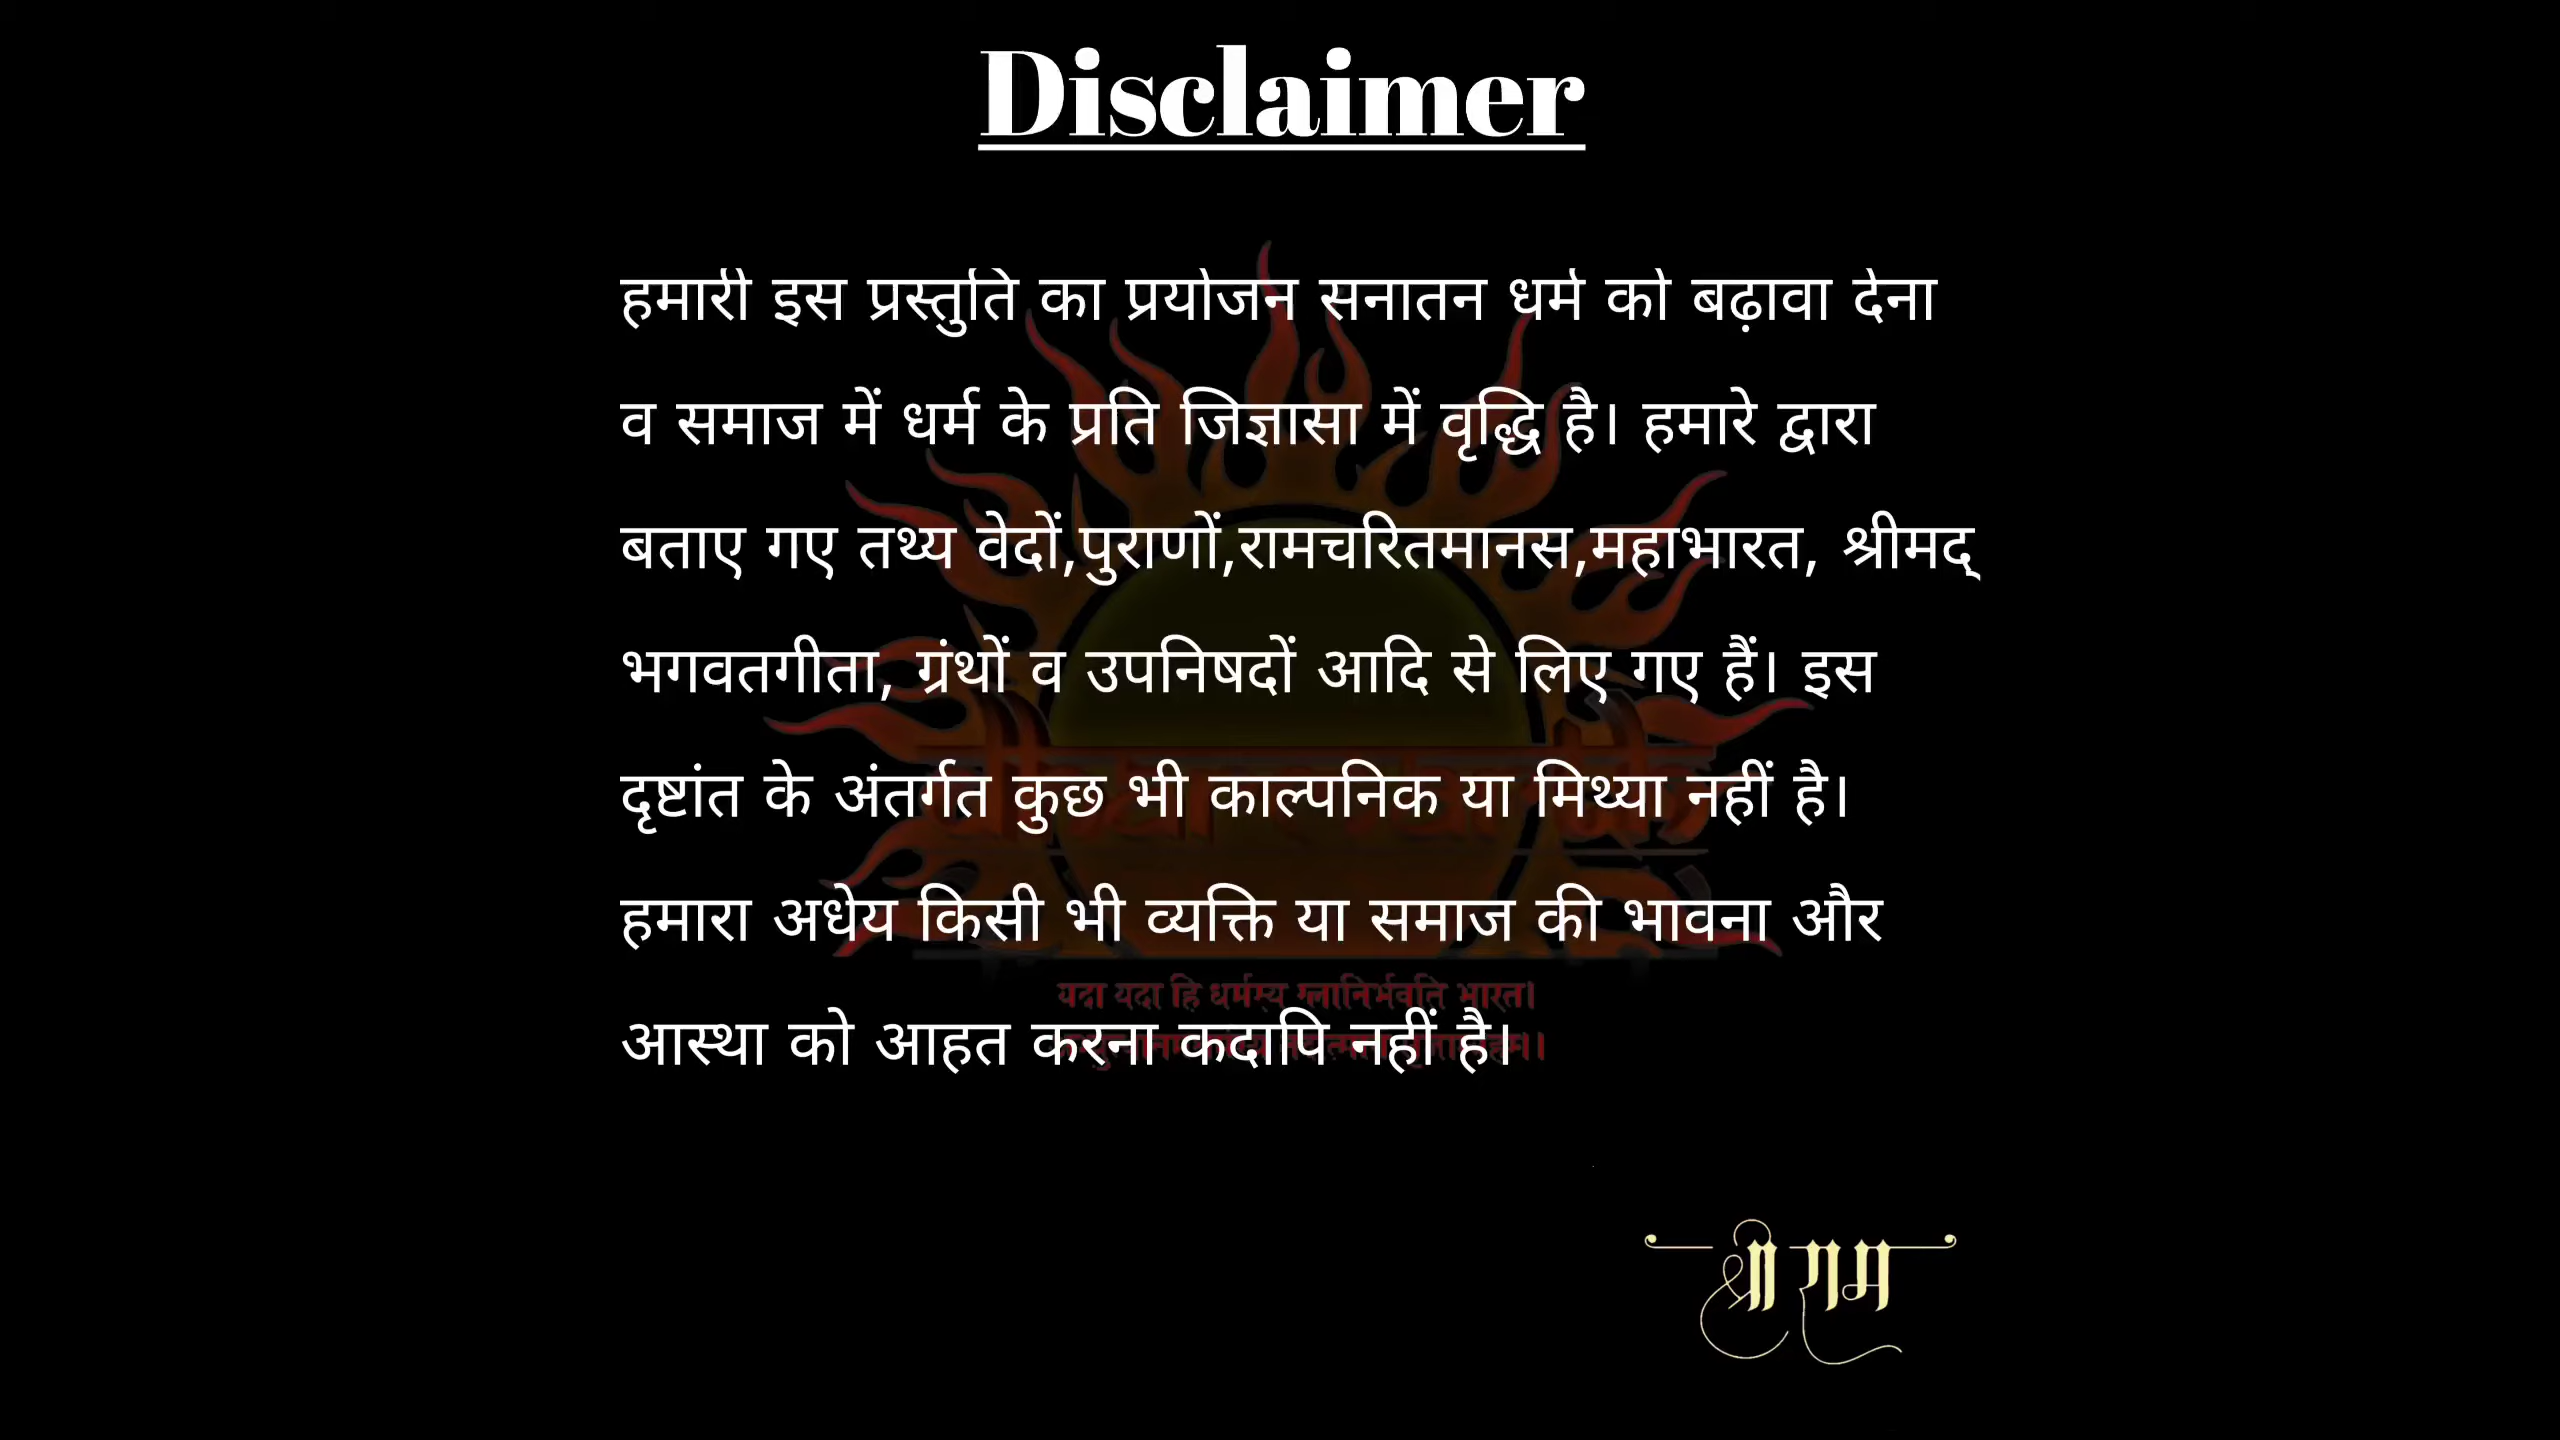 Disclaimer
हमारी इस प्रस्तुति का प्रयोजन सनातन धर्म को बढ़ावा देना
व समाज में धर्म के प्रति जिज्ञासा में वृद्धि है। हमारे द्वारा
बताए गए तथ्य वेदों,पुराणों,रामचरितमानस,महाभारत, श्रीमद्
भगवतगीता, ग्रंथों व उपनिषदों आदि से लिए गए हैं। इस
दृष्टांत के अंतर्गत कुछ भी काल्पनिक या मिथ्या नहीं है।
हमारा अधेय किसी भी व्यक्ति या समाज की भावना और
यदा यदा हि धर्मस्य ग्लानिर्भवति भारत।
आस्था को आहत करना कदापि नहीं है।
श्री राम